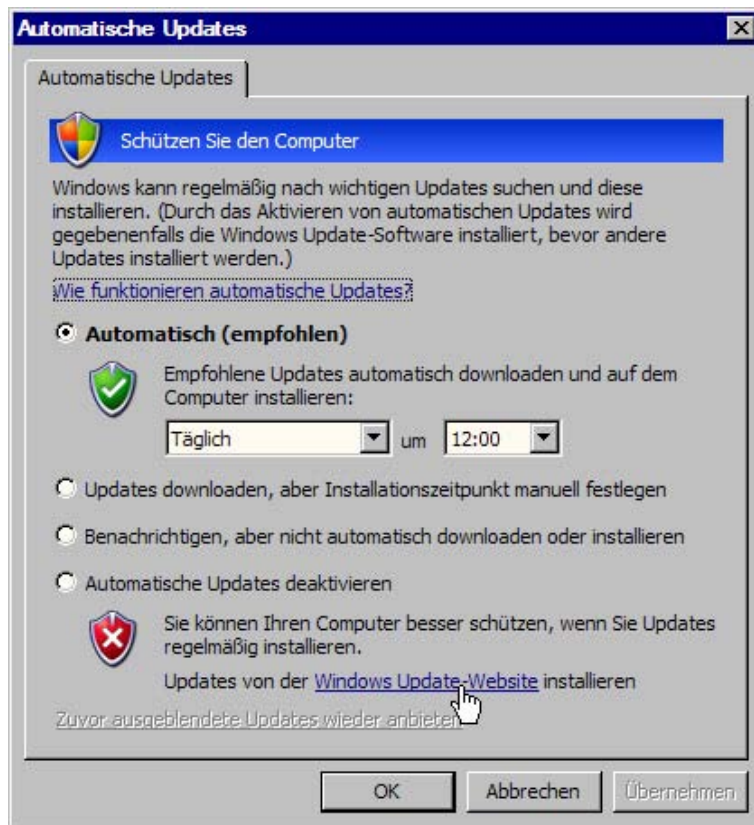 Automatische Updates
Automatische Updates
Schützen Sie den Computer
Windows kann regelmäßig nach wichtigen Updates suchen und diese
installieren. (Durch das Aktivieren von automatischen Updates wird
gegebenenfalls die Windows Update-Software installiert, bevor andere
Updates installiert werden.)
Wie funktionieren automatische Updates?
Automatisch (empfohlen)
Empfohlene Updates automatisch downloaden und auf dem
Computer installieren:
Täglich um 12:00
Updates downloaden, aber Installationszeitpunkt manuell festlegen
Benachrichtigen, aber nicht automatisch downloaden oder installieren
Automatische Updates deaktivieren
Sie können Ihren Computer besser schützen, wenn Sie Updates
regelmäßig installieren.
Updates von der Windows Update-Website installieren
Zuvor ausgeblendete Updates wieder anbieten
OK Abbrechen Übernehmen